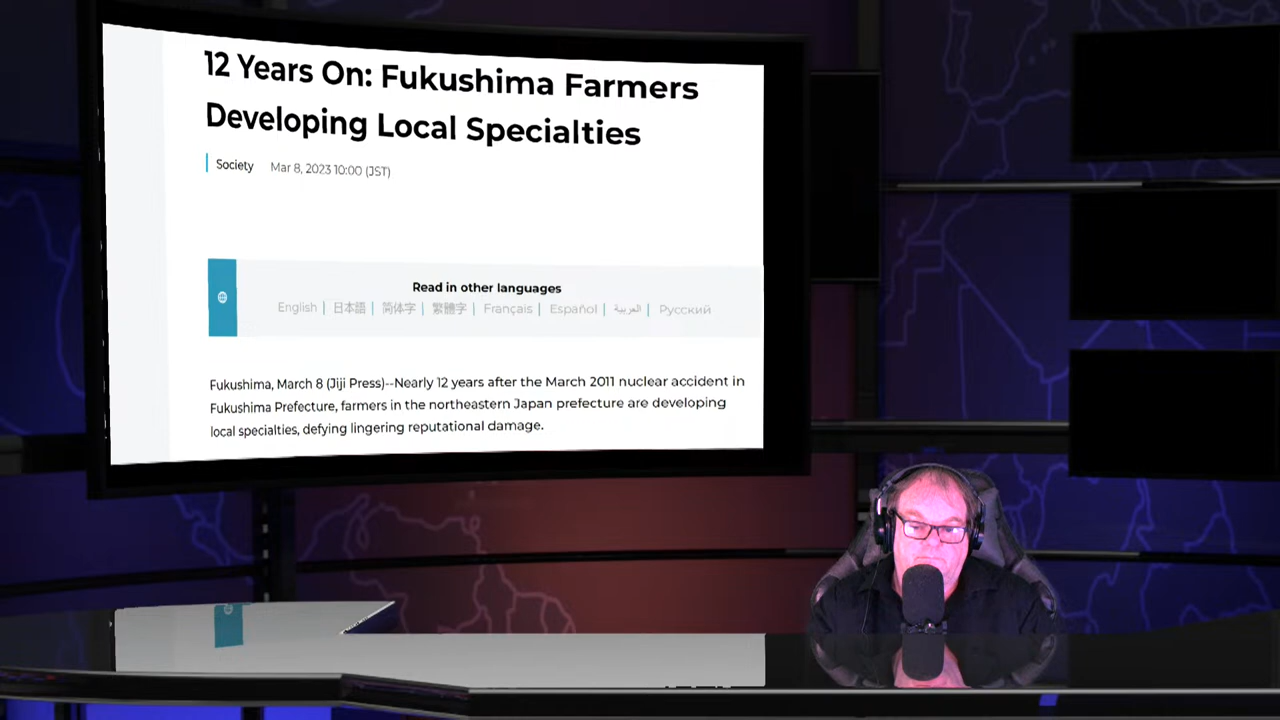 12 Years On: Fukushima Farmers
Developing Local Specialties
Society Mar 8, 2023 10:00 (JST)
Read in other languages
English | 日本語 | 简体字 | 繁體字 | Français | Español | العربية | Русский
Fukushima, March 8 (Jiji Press)--Nearly 12 years after the March 2011 nuclear accident in
Fukushima Prefecture, farmers in the northeastern Japan prefecture are developing
local specialties, defying lingering reputational damage.